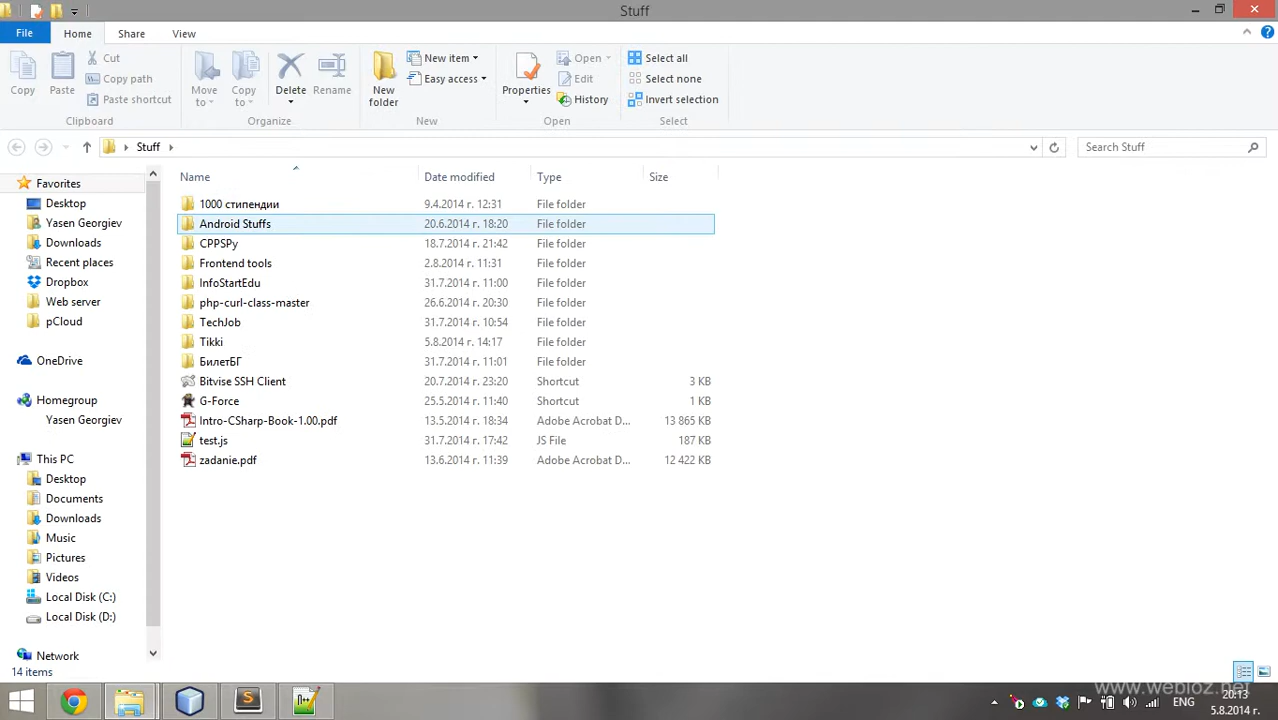 Stuff
File Home Share View
Copy
Paste
Cut
Copy path
Paste shortcut
Clipboard
Move to
Copy to
Delete
Rename
Organize
New folder
New item
Easy access
New
Properties
Open
Edit
History
Open
Select all
Select none
Invert selection
Select
Stuff
Search Stuff
Favorites
Desktop
Yasen Georgiev
Downloads
Recent places
Dropbox
Web server
pCloud
OneDrive
Homegroup
Yasen Georgiev
This PC
Desktop
Documents
Downloads
Music
Pictures
Videos
Local Disk (C:)
Local Disk (D:)
Network
Name Date modified Type Size
1000 стипендии 9.4.2014 г. 12:31 File folder
Android Stuffs 20.6.2014 г. 18:20 File folder
CPPSPy 18.7.2014 г. 21:42 File folder
Frontend tools 2.8.2014 г. 11:31 File folder
InfoStartEdu 31.7.2014 г. 11:00 File folder
php-curl-class-master 26.6.2014 г. 20:30 File folder
TechJob 31.7.2014 г. 10:54 File folder
Tikki 5.8.2014 г. 14:17 File folder
БилетБГ 31.7.2014 г. 11:01 File folder
Bitvise SSH Client 20.7.2014 г. 23:20 Shortcut 3 KB
G-Force 25.5.2014 г. 11:40 Shortcut 1 KB
Intro-CSharp-Book-1.00.pdf 13.5.2014 г. 18:34 Adobe Acrobat D... 13 865 KB
test.js 31.7.2014 г. 17:42 JS File 187 KB
zadanie.pdf 13.6.2014 г. 11:39 Adobe Acrobat D... 12 422 KB
14 items
www.webloz.net
ENG
20:13
5.8.2014 г.